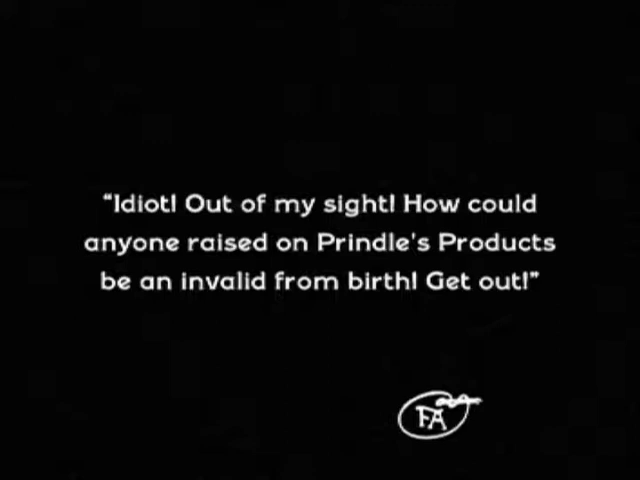 "Idiot! Out of my sight! How could
anyone raised on Prindle's Products
be an invalid from birth! Get out!"
FA